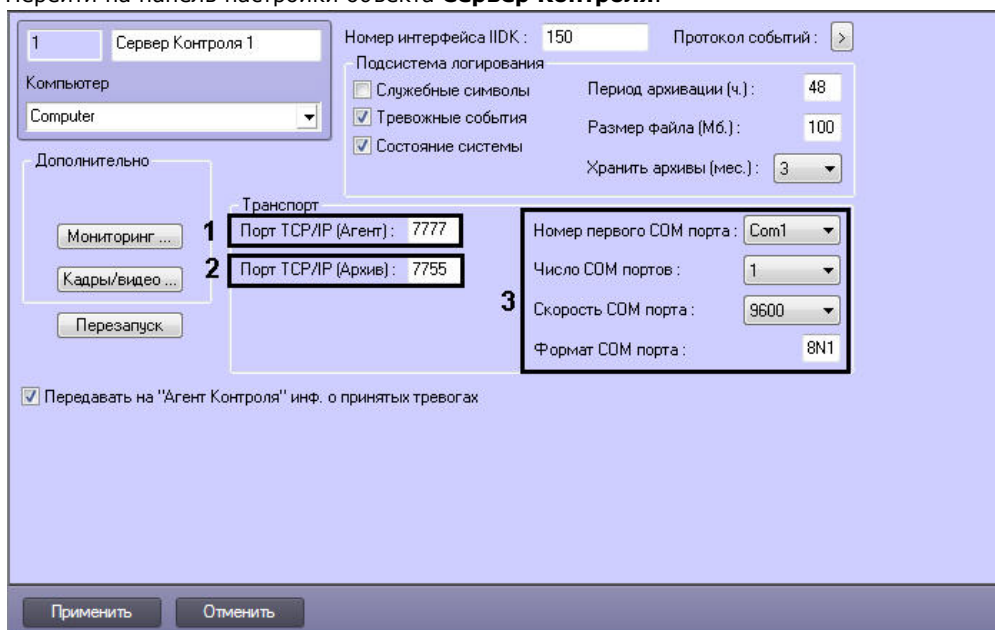 Перейти на панель настройки объекта Сервер Контроля.
1 Сервер Контроля 1
Компьютер
Computer
Номер интерфейса IIDK : 150
Протокол событий : >
Подсистема логирования
Служебные символы
Тревожные события
Состояние системы
Период архивации (ч.) : 48
Размер файла (Мб.) : 100
Хранить архивы (мес.) : 3
Дополнительно
Мониторинг ...
Кадры/видео ...
Перезапуск
Транспорт
1 Порт TCP/IP (Агент) : 7777
2 Порт TCP/IP (Архив) : 7755
3
Номер первого COM порта : Com1
Число COM портов : 1
Скорость COM порта : 9600
Формат COM порта : 8N1
Передавать на "Агент Контроля" инф. о принятых тревогах
Применить Отменить